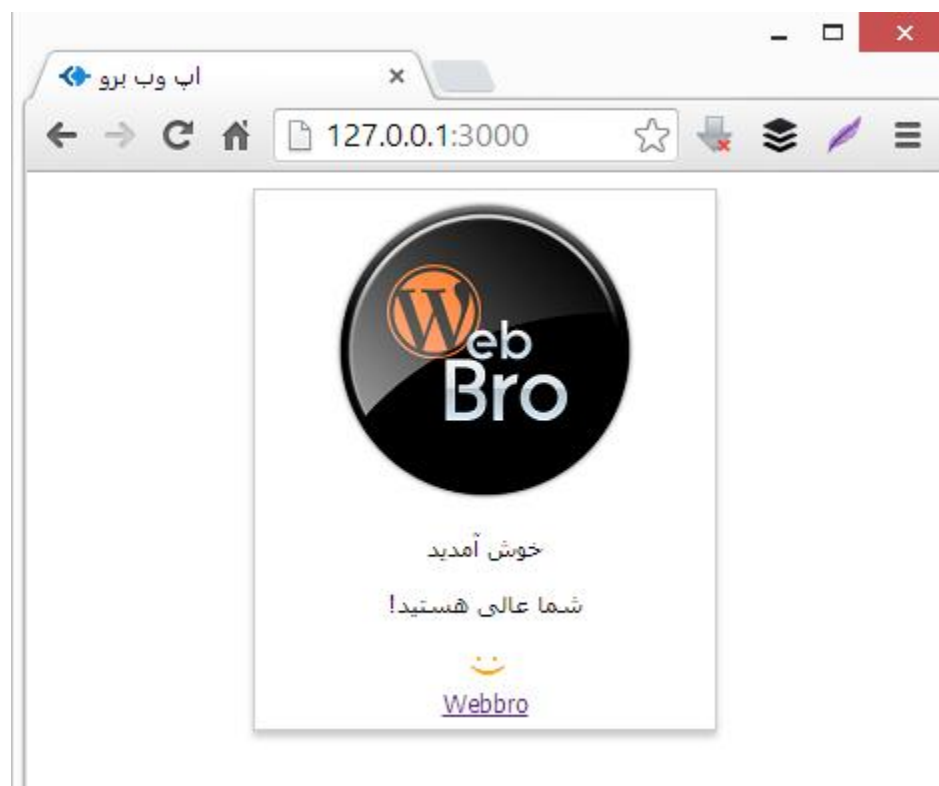 اپ وب برو
127.0.0.1:3000
Web
Bro
خوش آمدید
شما عالی هستید!
Webbro